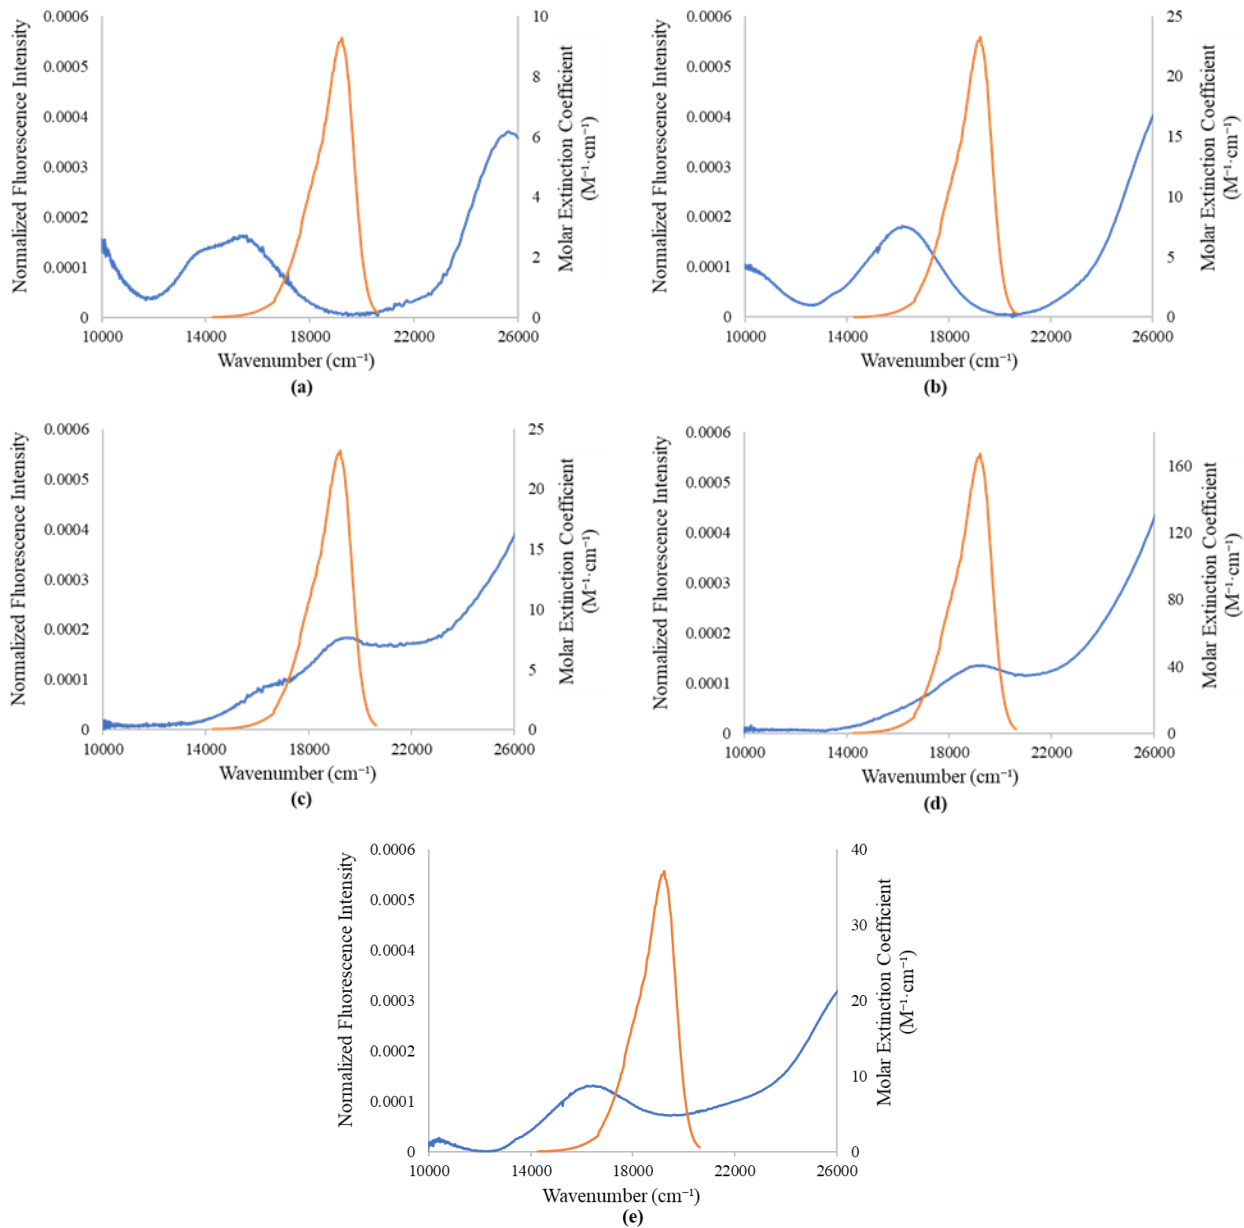 Normalized Fluorescence Intensity
0.0006
0.0005
0.0004
0.0003
0.0002
0.0001
0
10
8
6
4
2
0
Molar Extinction Coefficient
(M⁻¹·cm⁻¹)
10000 14000 18000 22000 26000
Wavenumber (cm⁻¹)
(a)
Normalized Fluorescence Intensity
0.0006
0.0005
0.0004
0.0003
0.0002
0.0001
0
25
20
15
10
5
0
Molar Extinction Coefficient
(M⁻¹·cm⁻¹)
10000 14000 18000 22000 26000
Wavenumber (cm⁻¹)
(b)
Normalized Fluorescence Intensity
0.0006
0.0005
0.0004
0.0003
0.0002
0.0001
0
25
20
15
10
5
0
Molar Extinction Coefficient
(M⁻¹·cm⁻¹)
10000 14000 18000 22000 26000
Wavenumber (cm⁻¹)
(c)
Normalized Fluorescence Intensity
0.0006
0.0005
0.0004
0.0003
0.0002
0.0001
0
160
120
80
40
0
Molar Extinction Coefficient
(M⁻¹·cm⁻¹)
10000 14000 18000 22000 26000
Wavenumber (cm⁻¹)
(d)
Normalized Fluorescence Intensity
0.0006
0.0005
0.0004
0.0003
0.0002
0.0001
0
40
30
20
10
0
Molar Extinction Coefficient
(M⁻¹·cm⁻¹)
10000 14000 18000 22000 26000
Wavenumber (cm⁻¹)
(e)